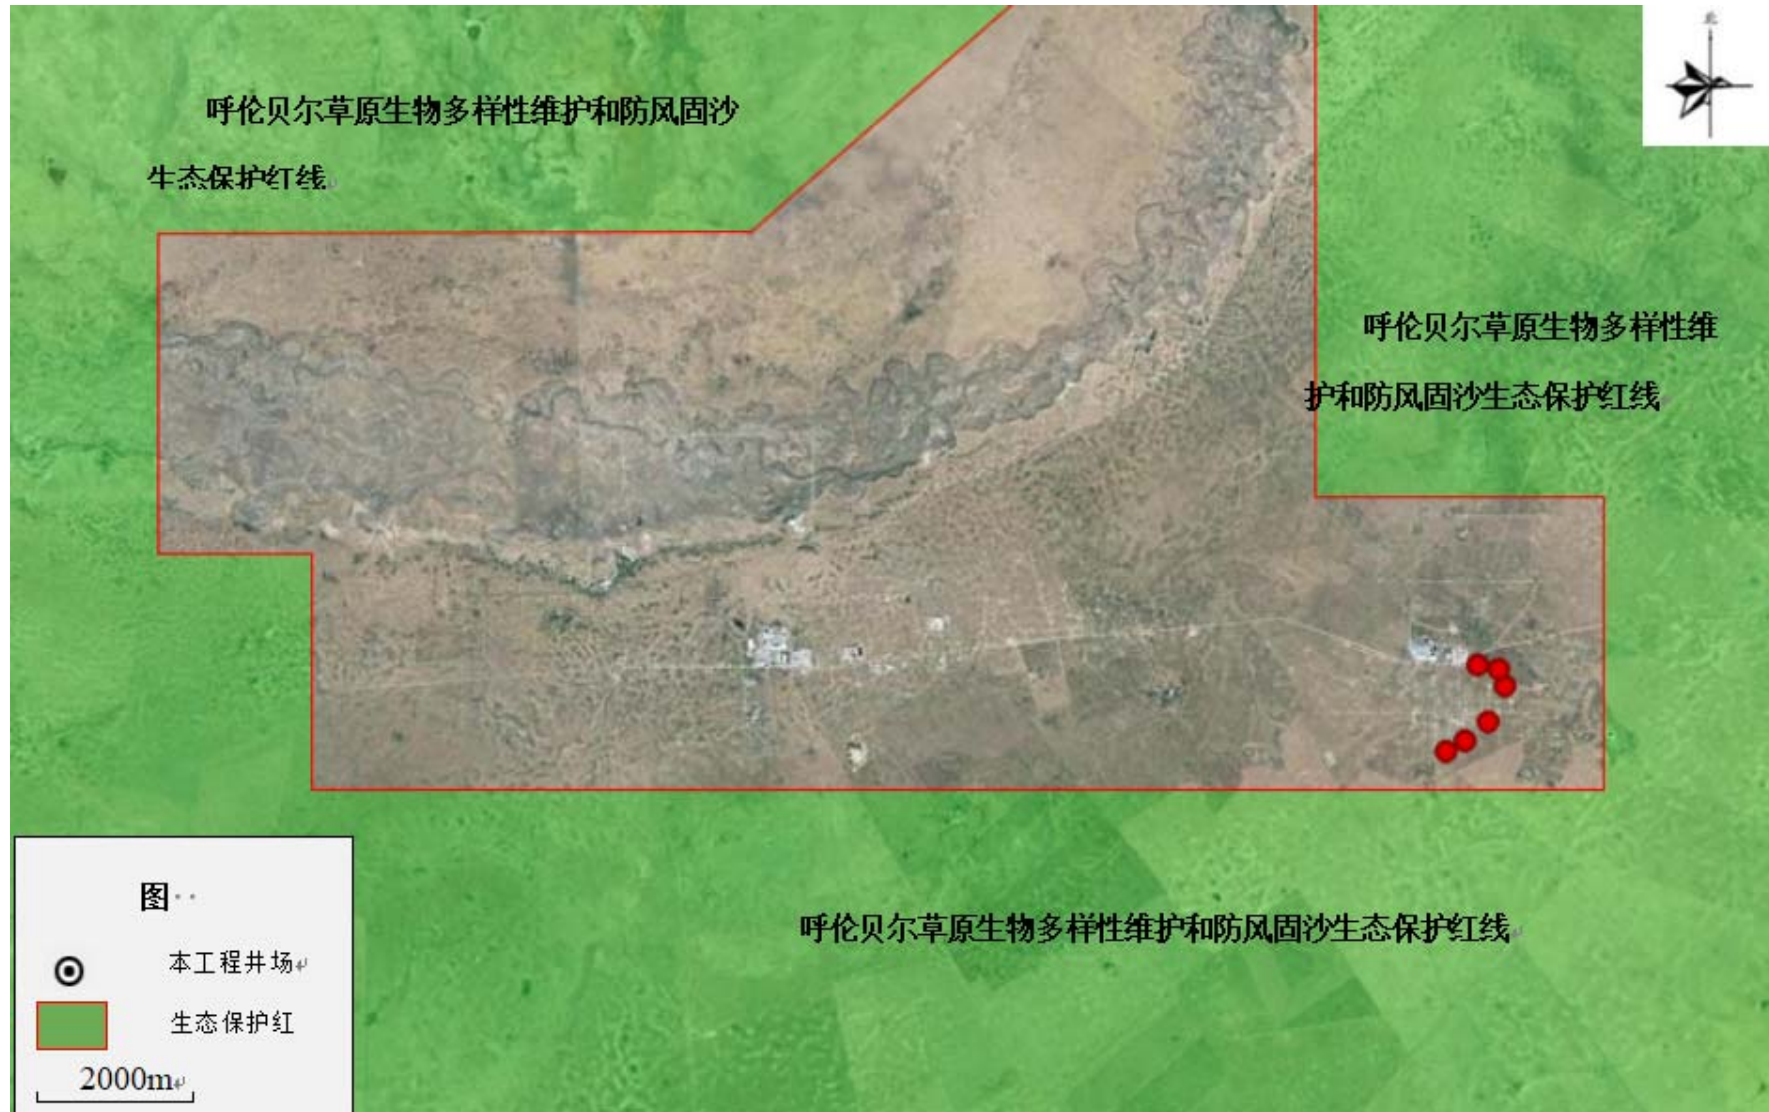 北
呼伦贝尔草原生物多样性维护和防风固沙
生态保护红线
呼伦贝尔草原生物多样性维
护和防风固沙生态保护红线
呼伦贝尔草原生物多样性维护和防风固沙生态保护红线
图
本工程井场
生态保护红
2000m